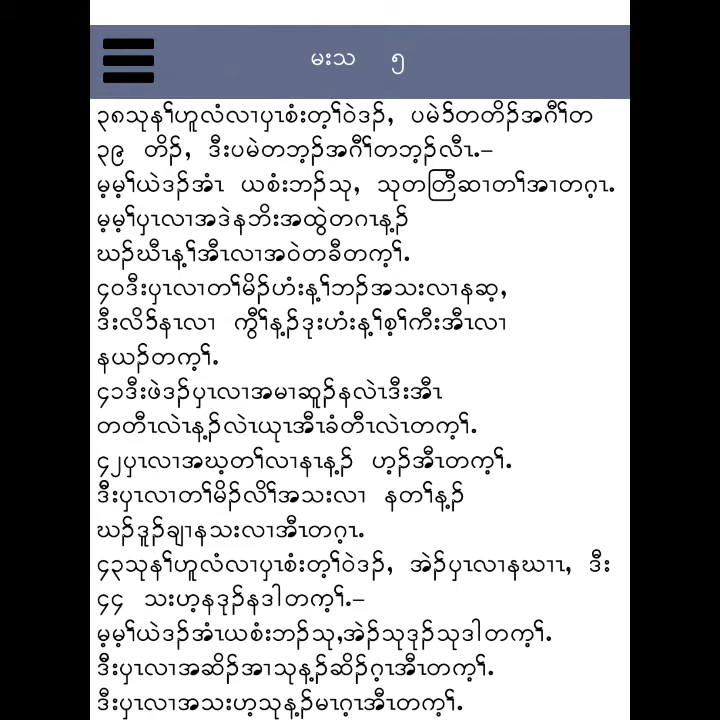 မးသ ၅
၃၈သုနၢ်ဟူလံလၢပှၤစံးတ့ၢ်ဝဲဒၣ်, ပမဲာ်တတိၣ်အဂီၢ်တ
၃၉ တိၣ်, ဒီးပမဲတဘ့ၣ်အဂီၢ်တဘ့ၣ်လီၤ.–
မ့မ့ၢ်ယဲဒၣ်အံၤ ယစံးဘၣ်သု, သုတတြီဆၢတၢ်အၢတဂ့ၤ.
မ့မ့ၢ်ပှၤလၢအဒဲနဘိးအထွဲတဂၤန့ၣ်
ဃၣ်ဃီၤန့ၢ်အီၤလၢအဝဲတခီတက့ၢ်.
၄၀ဒီးပှၤလၢတၢ်မိၣ်ဟံးန့ၢ်ဘၣ်အသးလၢနဆ့,
ဒီးလိာ်နၤလၢ ကွီၢ်န့ၣ်ဒုးဟံးန့ၢ်စ့ၢ်ကီးအီၤလၢ
နယၣ်တက့ၢ်.
၄၁ဒီးဖဲဒၣ်ပှၤလၢအမၢဆူၣ်နလဲၤဒီးအီၤ
တတီၤလဲၤန့ၣ်လဲၤယုၤအီၤခံတီၤလဲၤတက့ၢ်.
၄၂ပှၤလၢအဃ့တၢ်လၢနၤန့ၣ် ဟ့ၣ်အီၤတက့ၢ်.
ဒီးပှၤလၢတၢ်မိၣ်လိၢ်အသးလၢ နတၢ်န့ၣ်
ဃၣ်ဒူၣ်ချၢနသးလၢအီၤတဂ့ၤ.
၄၃သုနၢ်ဟူလံလၢပှၤစံးတ့ၢ်ဝဲဒၣ်, အဲၣ်ပှၤလၢနဃၢၤ, ဒီး
၄၄ သးဟ့နဒုၣ်နဒါတက့ၢ်.–
မ့မ့ၢ်ယဲဒၣ်အံၤယစံးဘၣ်သု,အဲၣ်သုဒုၣ်သုဒါတက့ၢ်.
ဒီးပှၤလၢအဆိၣ်အၢသုန့ၣ်ဆိၣ်ဂ့ၤအီၤတက့ၢ်.
ဒီးပှၤလၢအသးဟ့သုန့ၣ်မၤဂ့ၤအီၤတက့ၢ်.